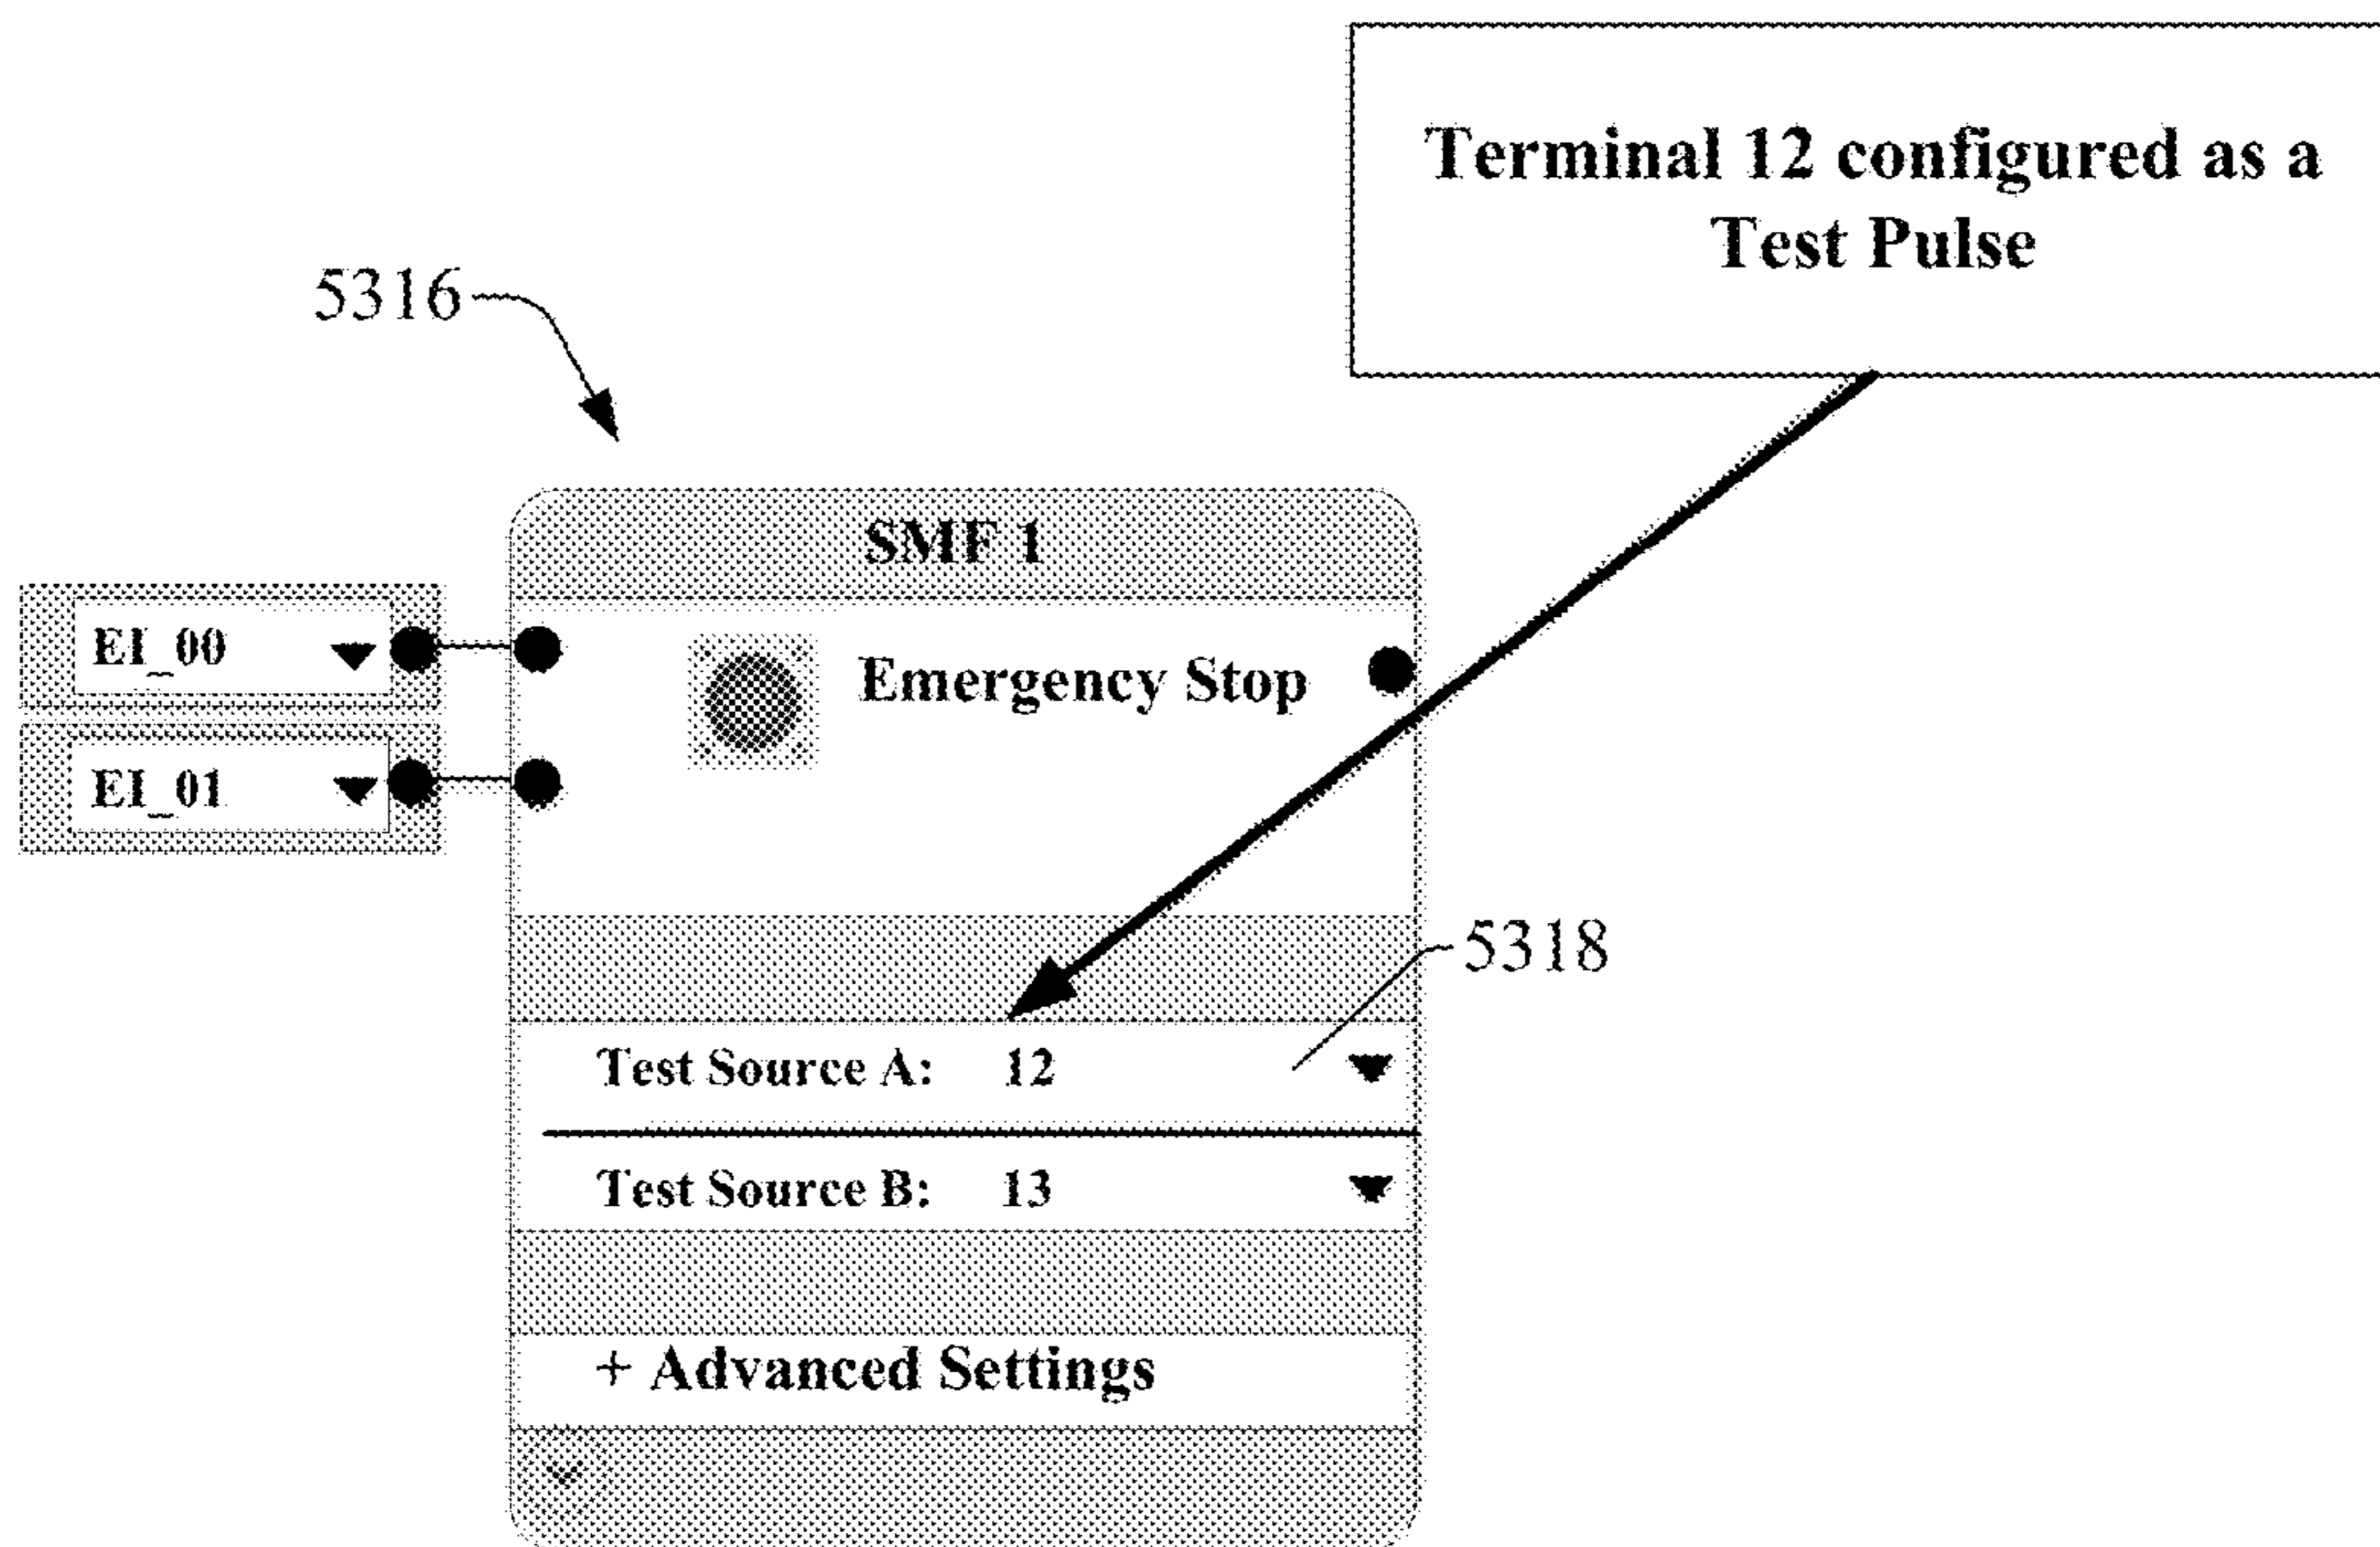 Terminal 12 configured as a
Test Pulse
5316
SMF 1
EI_00
Emergency Stop
EI_01
5318
Test Source A: 12
Test Source B: 13
+ Advanced Settings